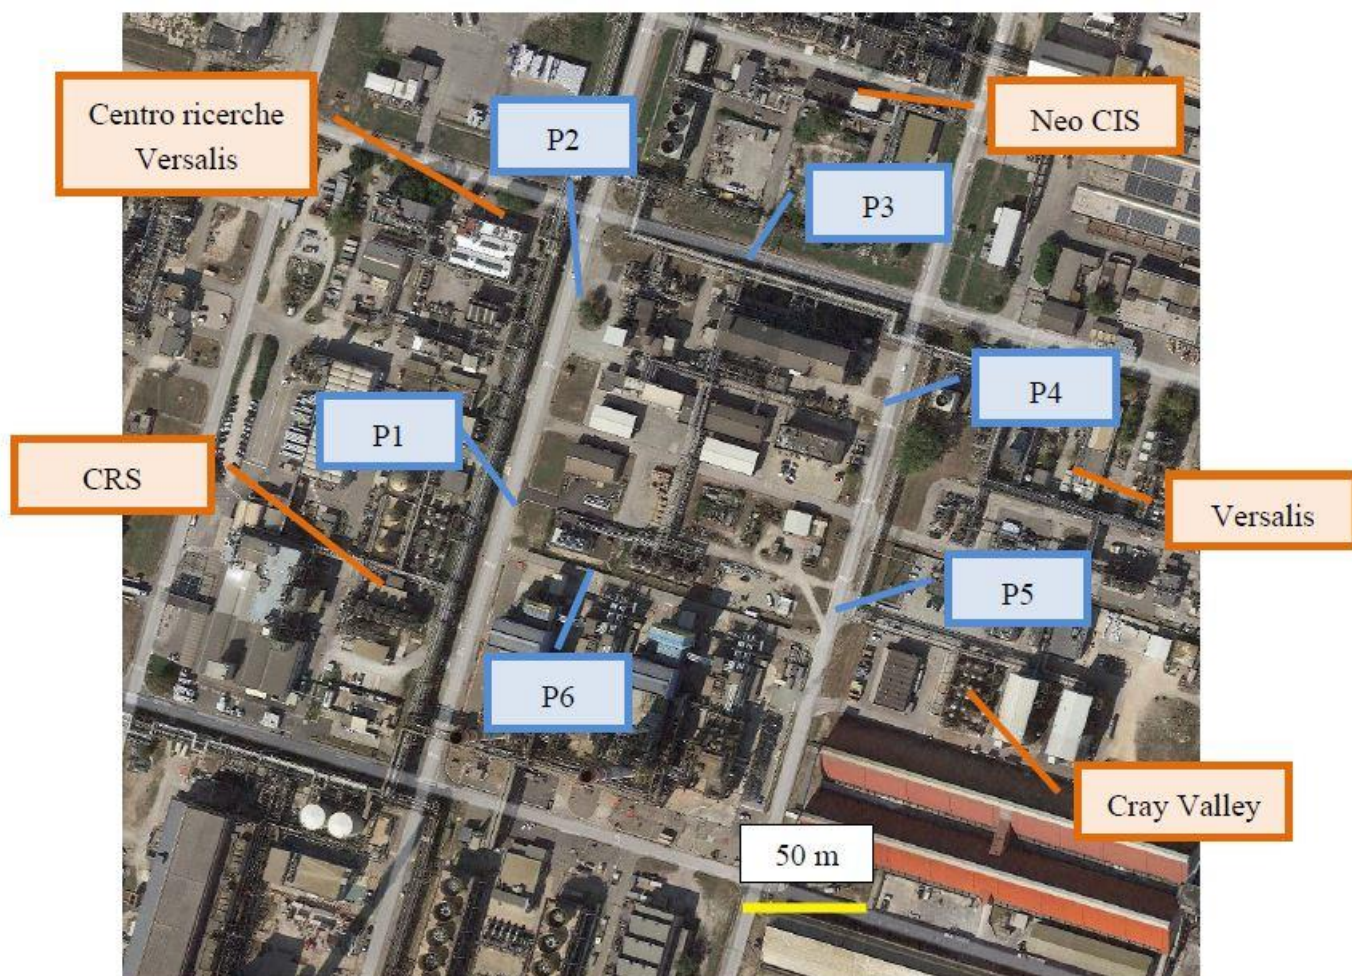 Centro ricerche
Versalis
P2
Neo CIS
P3
P4
P1
CRS
Versalis
P5
P6
Cray Valley
50 m